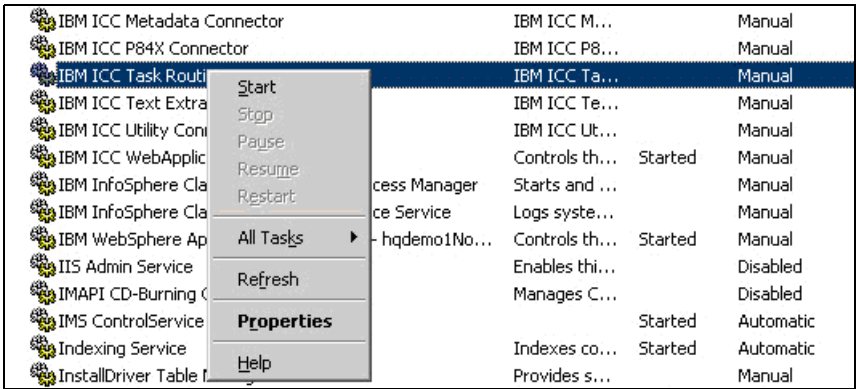 IBM ICC Metadata Connector IBM ICC M... Manual
IBM ICC P84X Connector IBM ICC P8... Manual
IBM ICC Task Routi IBM ICC Ta... Manual
IBM ICC Text Extra IBM ICC Te... Manual
IBM ICC Utility Con IBM ICC Ut... Manual
IBM ICC WebApplic Controls th... Started Manual
IBM InfoSphere Cla cess Manager Starts and ... Manual
IBM InfoSphere Cla ce Service Logs syste... Manual
IBM WebSphere Ap - hqdemo1No... Controls th... Started Manual
IIS Admin Service Enables thi... Disabled
IMAPI CD-Burning Manages C... Disabled
IMS ControlService Started Automatic
Indexing Service Indexes co... Started Automatic
InstallDriver Table Provides s... Manual
Start
Stop
Pause
Resume
Restart
All Tasks
Refresh
Properties
Help